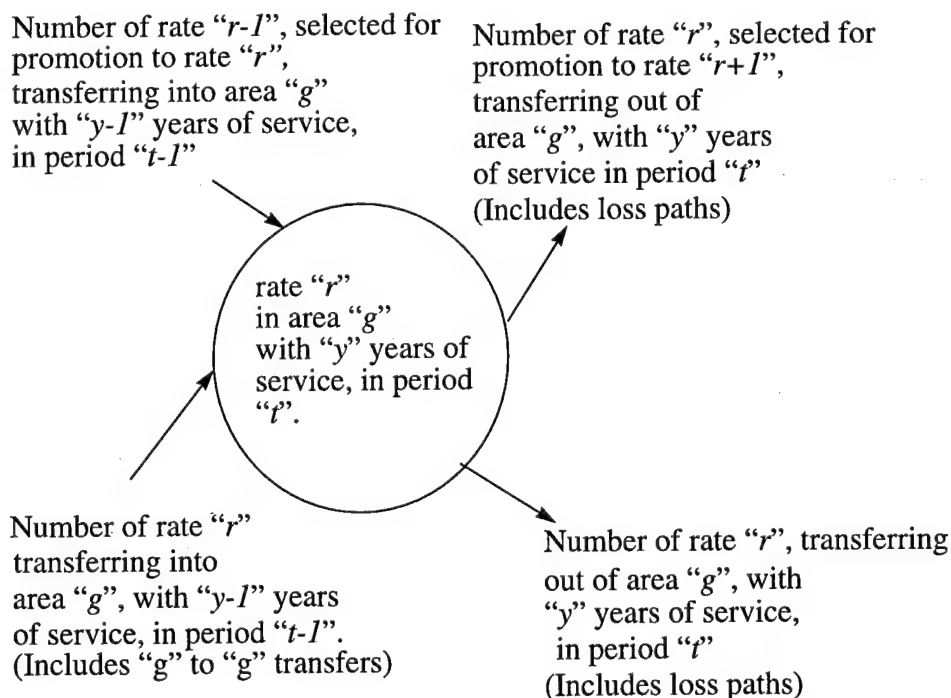 Number of rate “r-1”, selected for
promotion to rate “r”,
transferring into area “g”
with “y-1” years of service,
in period “t-1”
Number of rate “r”, selected for
promotion to rate “r+1”,
transferring out of
area “g”, with “y” years
of service in period “t”
(Includes loss paths)
rate “r”
in area “g”
with “y” years of
service, in period
“t”.
Number of rate “r”
transferring into
area “g”, with “y-1” years
of service, in period “t-1”.
(Includes “g” to “g” transfers)
Number of rate “r”, transferring
out of area “g”, with
“y” years of service,
in period “t”
(Includes loss paths)